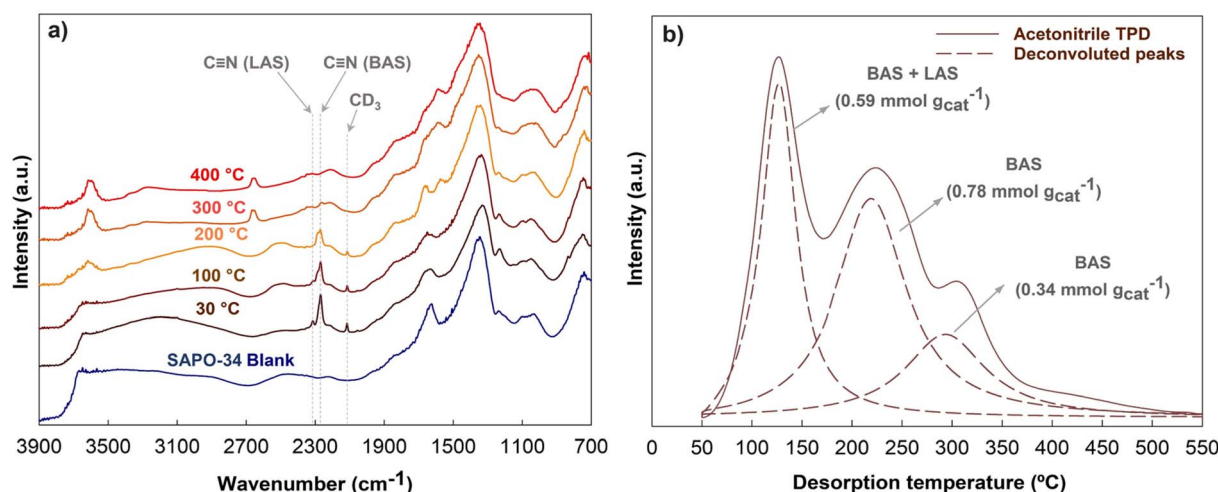 a)
C≡N (LAS)
C≡N (BAS)
CD3
400 °C
300 °C
200 °C
100 °C
30 °C
SAPO-34 Blank
Intensity (a.u.)
3900 3500 3100 2700 2300 1900 1500 1100 700
Wavenumber (cm-1)
b)
Acetonitrile TPD
Deconvoluted peaks
BAS + LAS
(0.59 mmol gcat-1)
BAS
(0.78 mmol gcat-1)
BAS
(0.34 mmol gcat-1)
Intensity (a.u.)
0 50 100 150 200 250 300 350 400 450 500 550
Desorption temperature (ºC)